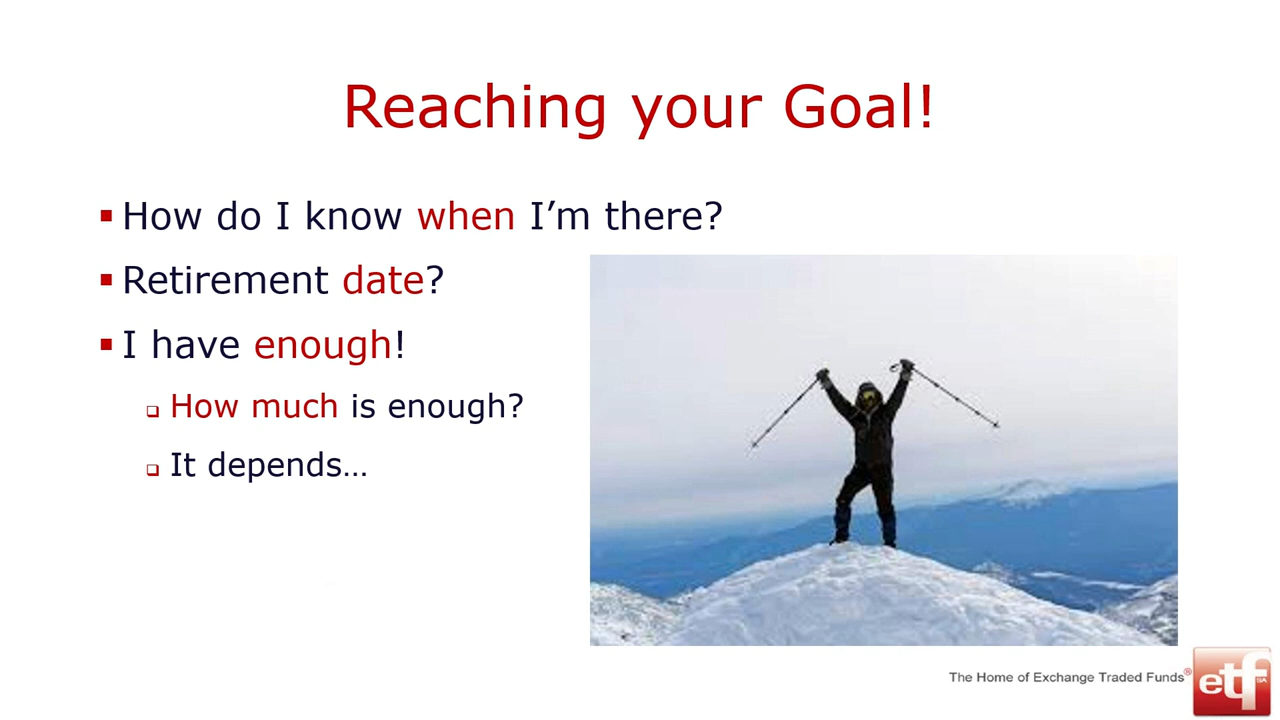 Reaching your Goal!
How do I know when I’m there?
Retirement date?
I have enough!
How much is enough?
It depends…
The Home of Exchange Traded Funds®
etf
SA